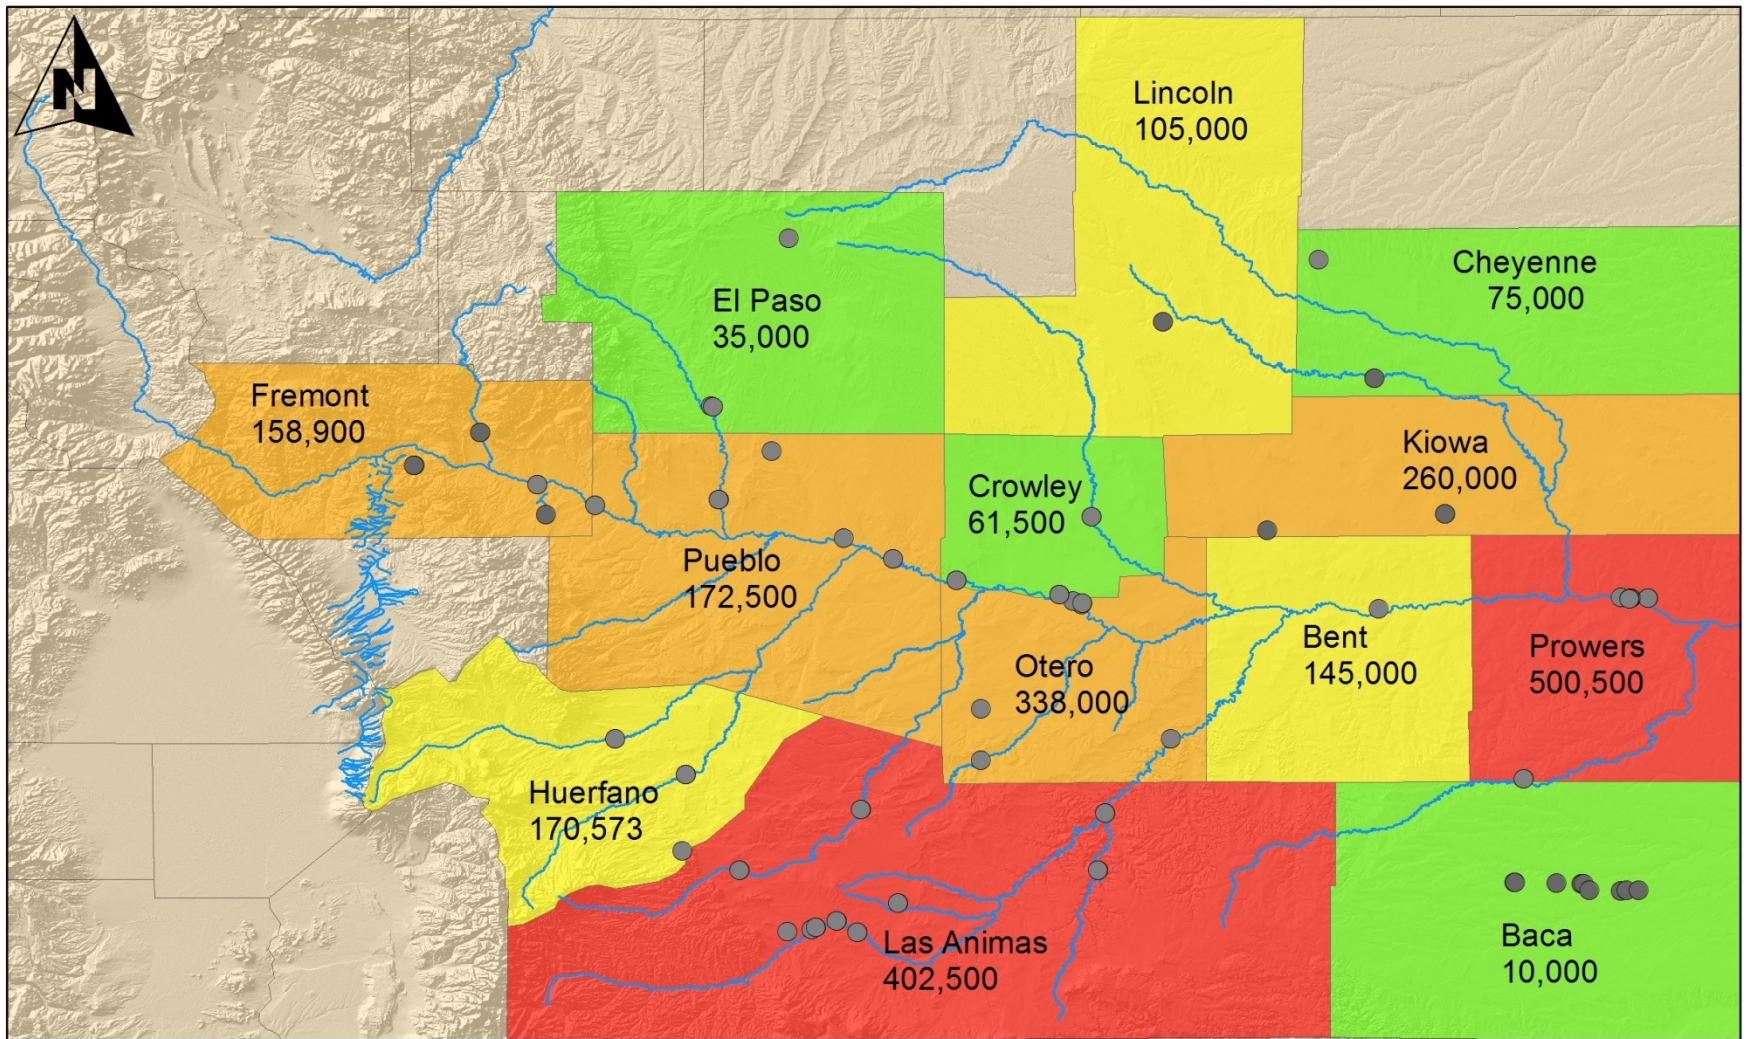 N
Lincoln
105,000
Cheyenne
75,000
El Paso
35,000
Fremont
158,900
Kiowa
260,000
Crowley
61,500
Pueblo
172,500
Bent
145,000
Prowers
500,500
Otero
338,000
Huerfano
170,573
Las Animas
402,500
Baca
10,000